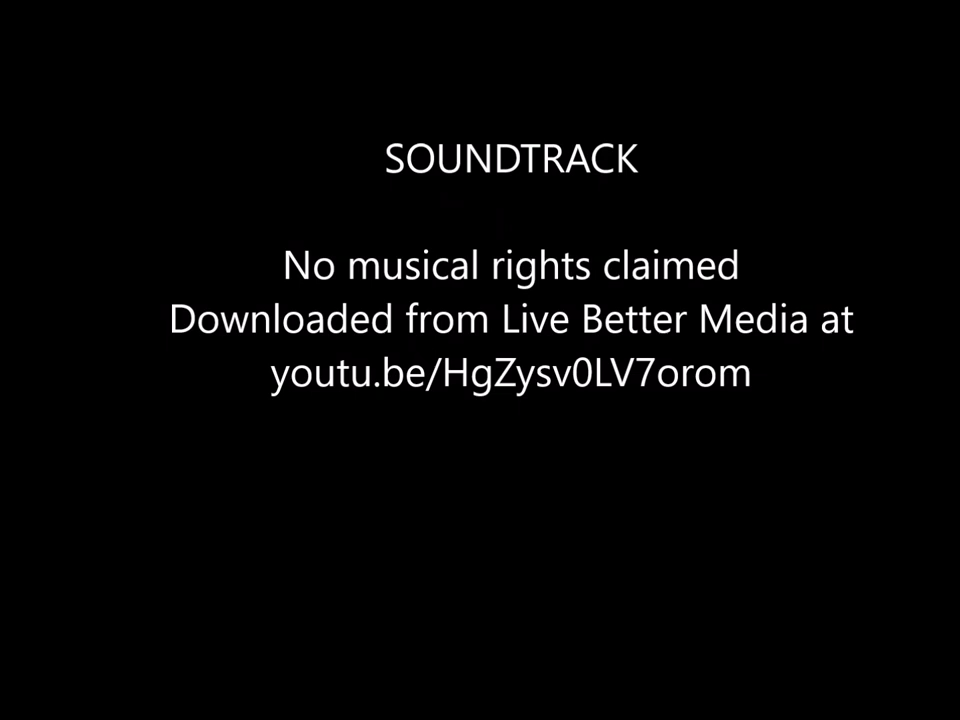 SOUNDTRACK
No musical rights claimed
Downloaded from Live Better Media at
youtu.be/HgZysv0LV7orom